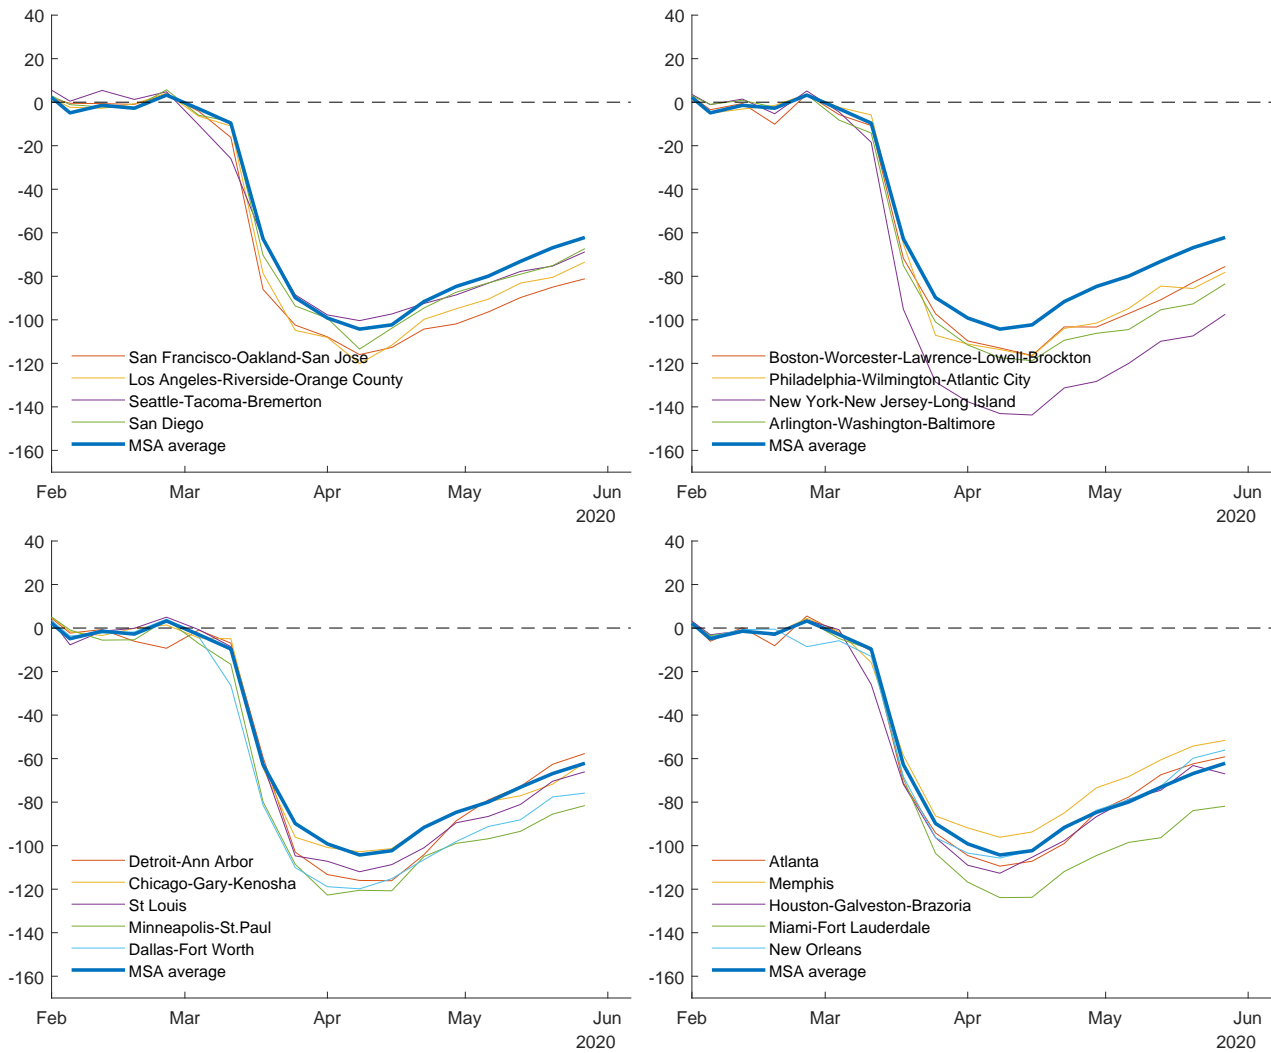 40
20
0
-20
-40
-60
-80
-100
-120
-140
-160
San Francisco-Oakland-San Jose
Los Angeles-Riverside-Orange County
Seattle-Tacoma-Bremerton
San Diego
MSA average
Feb Mar Apr May Jun
2020
40
20
0
-20
-40
-60
-80
-100
-120
-140
-160
Boston-Worcester-Lawrence-Lowell-Brockton
Philadelphia-Wilmington-Atlantic City
New York-New Jersey-Long Island
Arlington-Washington-Baltimore
MSA average
Feb Mar Apr May Jun
2020
40
20
0
-20
-40
-60
-80
-100
-120
-140
-160
Detroit-Ann Arbor
Chicago-Gary-Kenosha
St Louis
Minneapolis-St.Paul
Dallas-Fort Worth
MSA average
Feb Mar Apr May Jun
2020
40
20
0
-20
-40
-60
-80
-100
-120
-140
-160
Atlanta
Memphis
Houston-Galveston-Brazoria
Miami-Fort Lauderdale
New Orleans
MSA average
Feb Mar Apr May Jun
2020